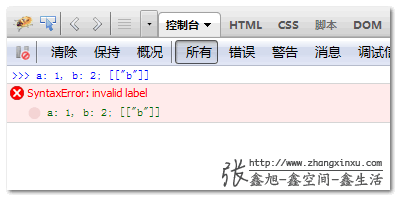 控制台 HTML CSS 脚本 DOM
清除 保持 概况 所有 错误 警告 消息 调试信
>>> a: 1, b: 2; [["b"]]
SyntaxError: invalid label
a: 1, b: 2; [["b"]]
http://www.zhangxinxu.com
张鑫旭-鑫空间-鑫生活